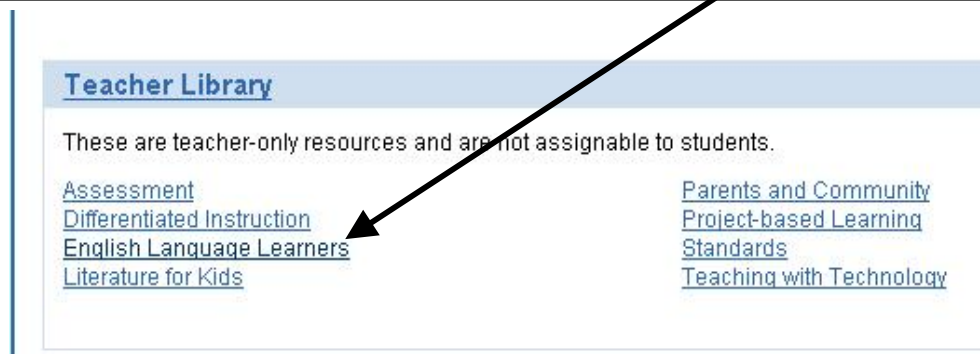 Teacher Library
These are teacher-only resources and are not assignable to students.
Assessment
Differentiated Instruction
English Language Learners
Literature for Kids
Parents and Community
Project-based Learning
Standards
Teaching with Technology